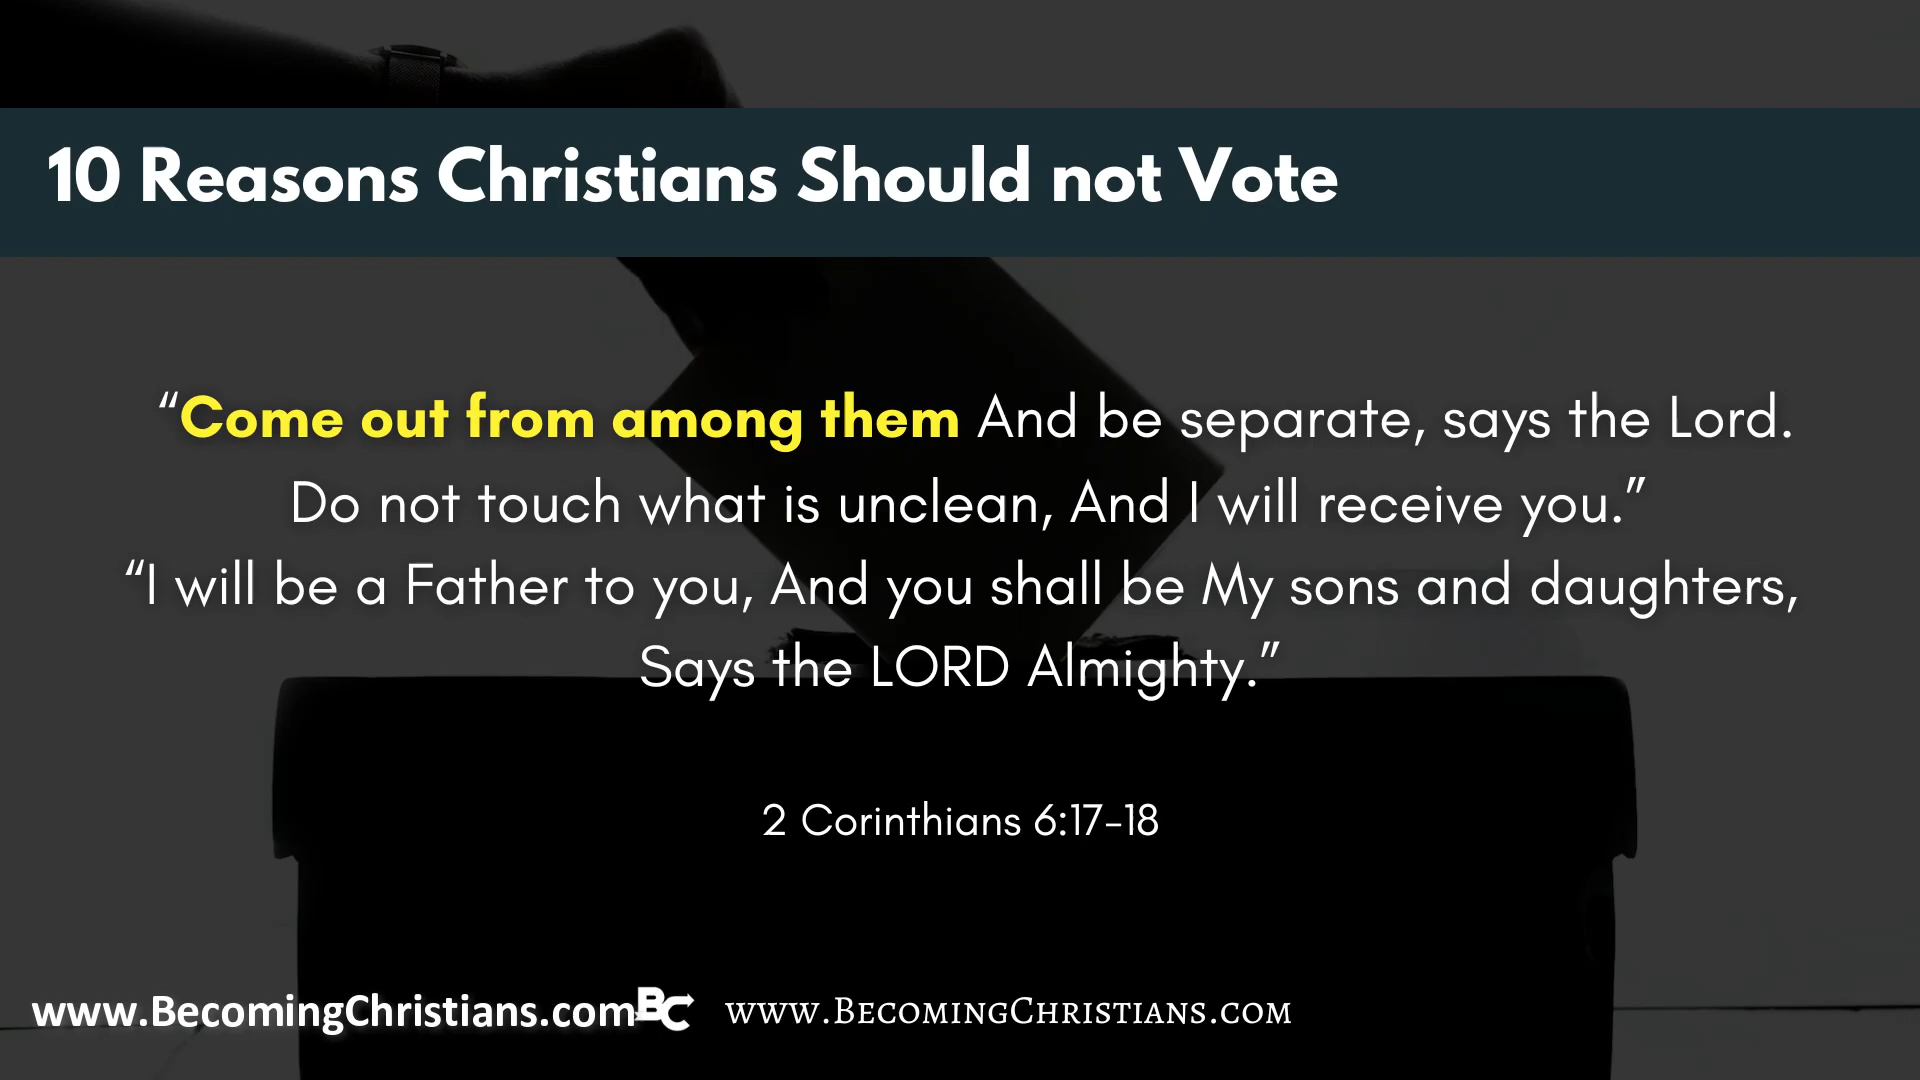 10 Reasons Christians Should not Vote
“Come out from among them And be separate, says the Lord.
Do not touch what is unclean, And I will receive you.”
“I will be a Father to you, And you shall be My sons and daughters,
Says the LORD Almighty.”
2 Corinthians 6:17-18
www.BecomingChristians.com BC www.BecomingChristians.com